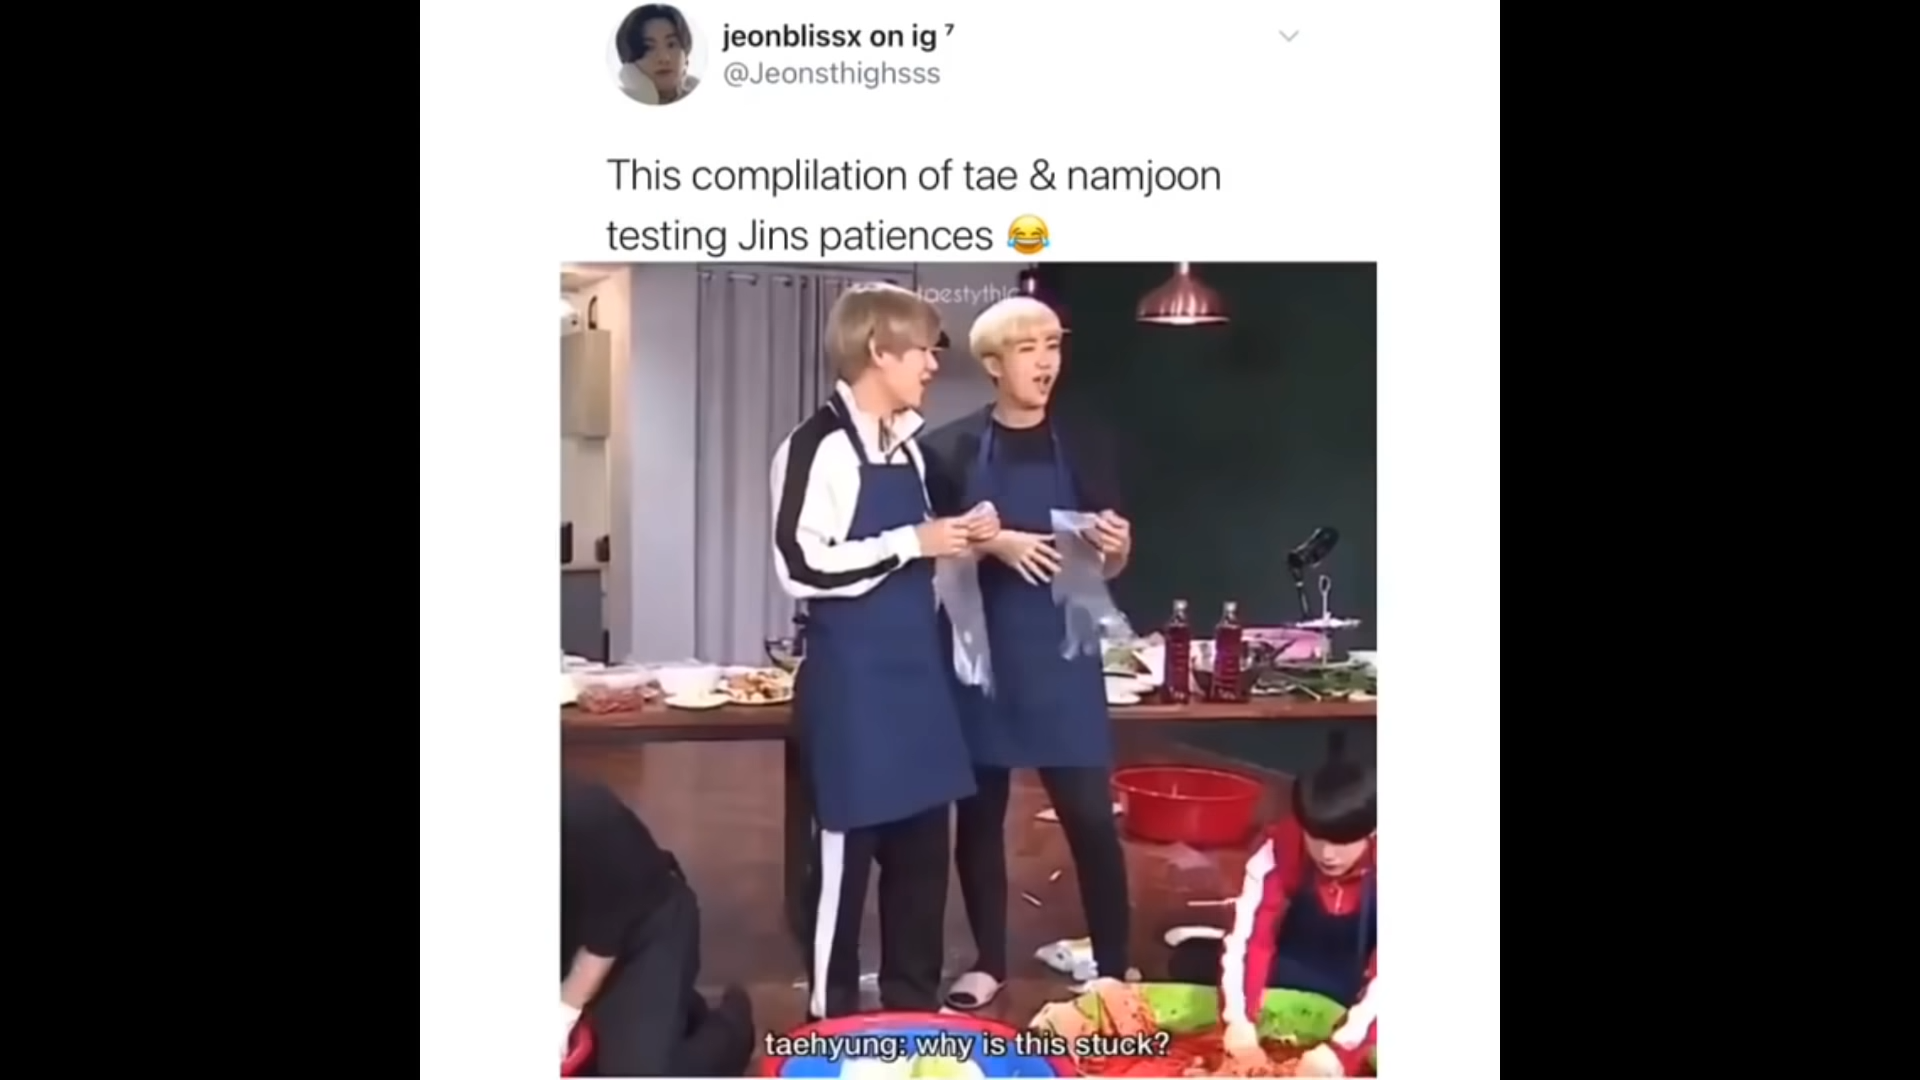 jeonblissx on ig ⁷
@Jeonsthighsss
This complilation of tae & namjoon
testing Jins patiences 😂
taehyung: why is this stuck?